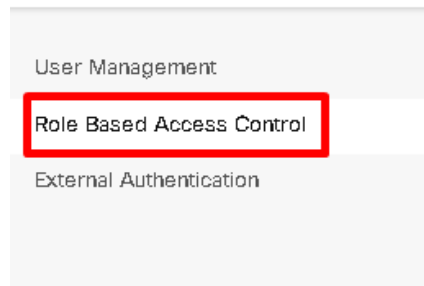 User Management
Role Based Access Control
External Authentication